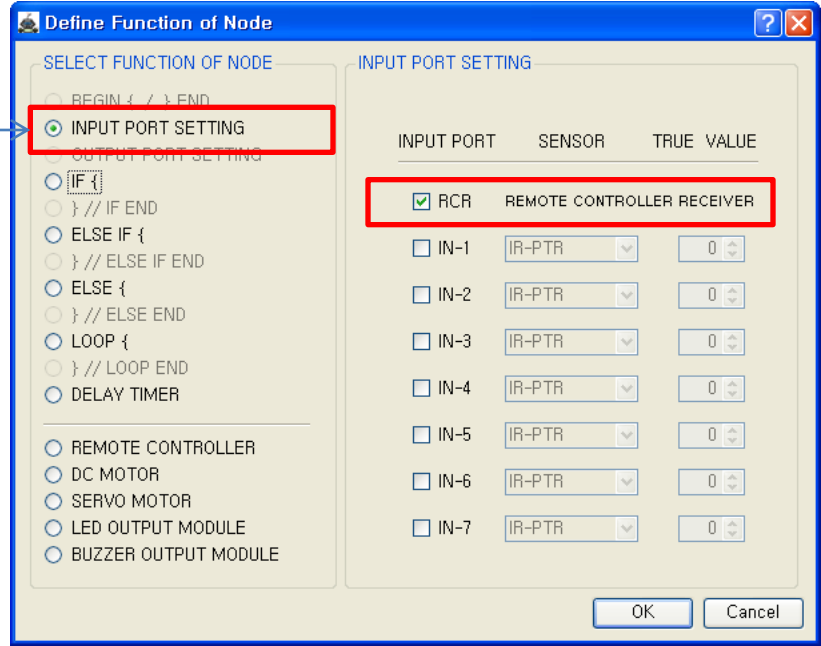 Define Function of Node
SELECT FUNCTION OF NODE
BEGIN { / } END
INPUT PORT SETTING
OUTPUT PORT SETTING
IF {
} // IF END
ELSE IF {
} // ELSE IF END
ELSE {
} // ELSE END
LOOP {
} // LOOP END
DELAY TIMER
REMOTE CONTROLLER
DC MOTOR
SERVO MOTOR
LED OUTPUT MODULE
BUZZER OUTPUT MODULE
INPUT PORT SETTING
INPUT PORT SENSOR TRUE VALUE
RCR REMOTE CONTROLLER RECEIVER
IN-1 IR-PTR 0
IN-2 IR-PTR 0
IN-3 IR-PTR 0
IN-4 IR-PTR 0
IN-5 IR-PTR 0
IN-6 IR-PTR 0
IN-7 IR-PTR 0
OK Cancel